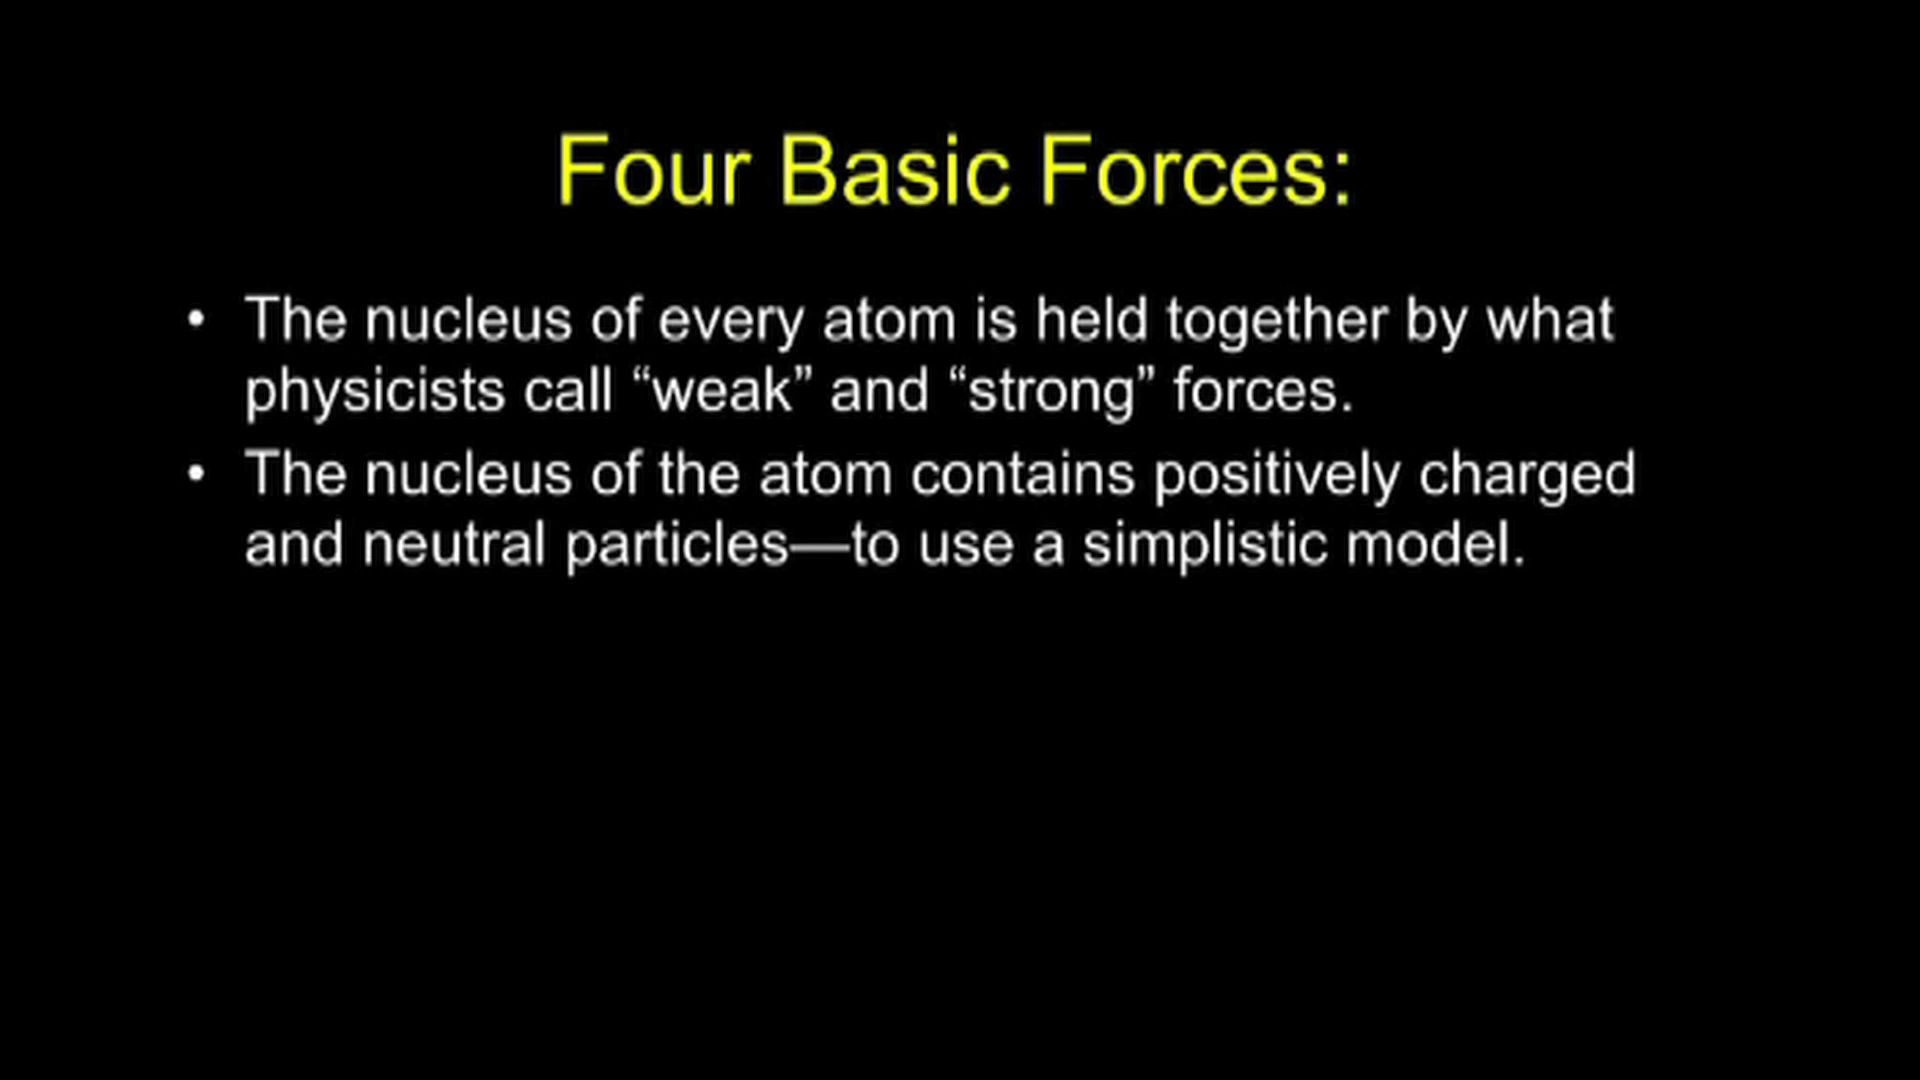 Four Basic Forces:
• The nucleus of every atom is held together by what
physicists call “weak” and “strong” forces.
• The nucleus of the atom contains positively charged
and neutral particles—to use a simplistic model.